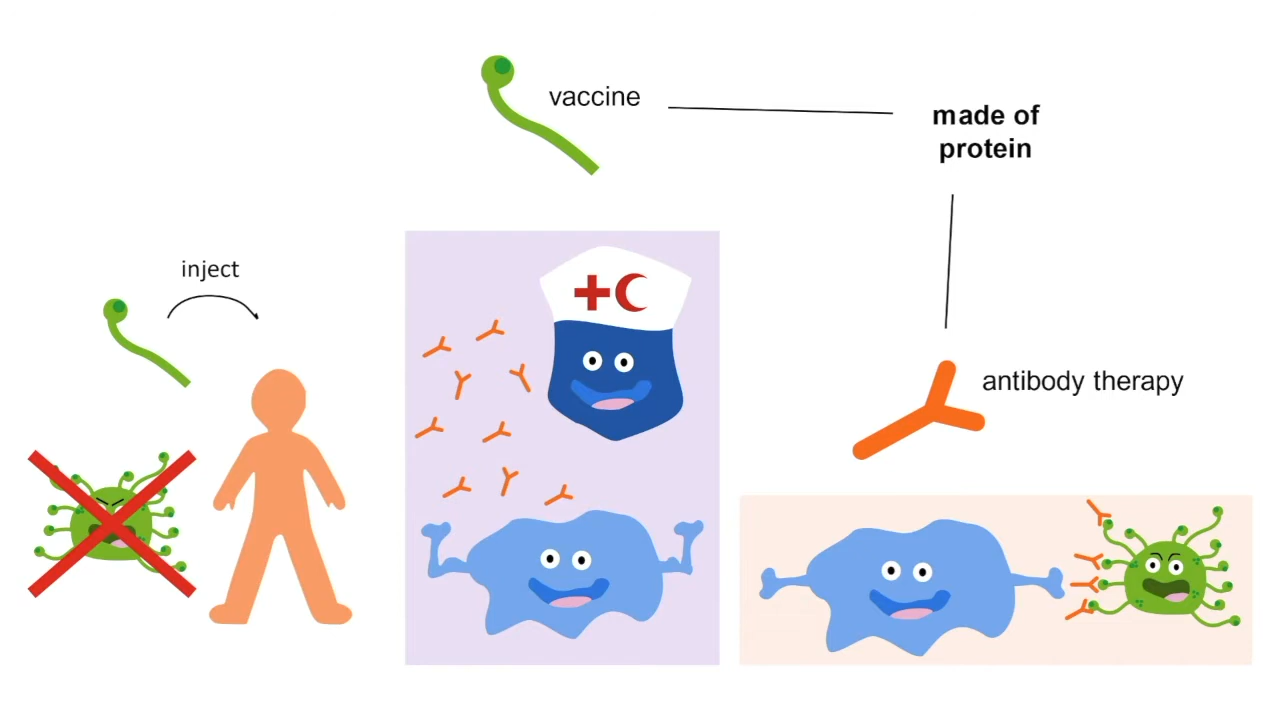 vaccine
made of
protein
inject
antibody therapy